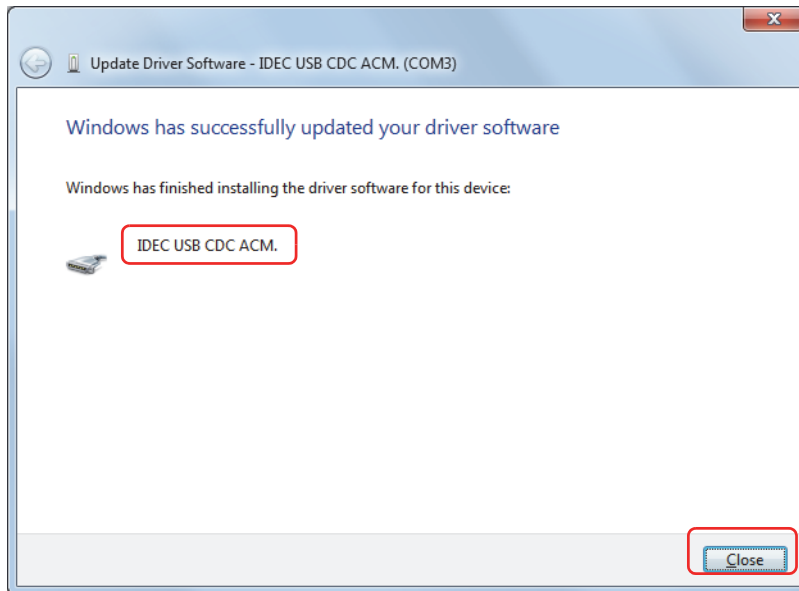 Update Driver Software - IDEC USB CDC ACM. (COM3)
Windows has successfully updated your driver software
Windows has finished installing the driver software for this device:
IDEC USB CDC ACM.
Close